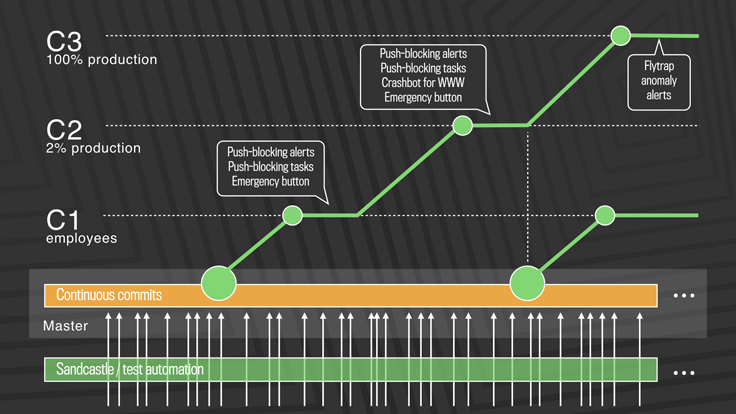 C3
100% production
Push-blocking alerts
Push-blocking tasks
Crashbot for WWW
Emergency button
Flytrap
anomaly
alerts
C2
2% production
Push-blocking alerts
Push-blocking tasks
Emergency button
C1
employees
Continuous commits
...
Master
Sandcastle / test automation
...